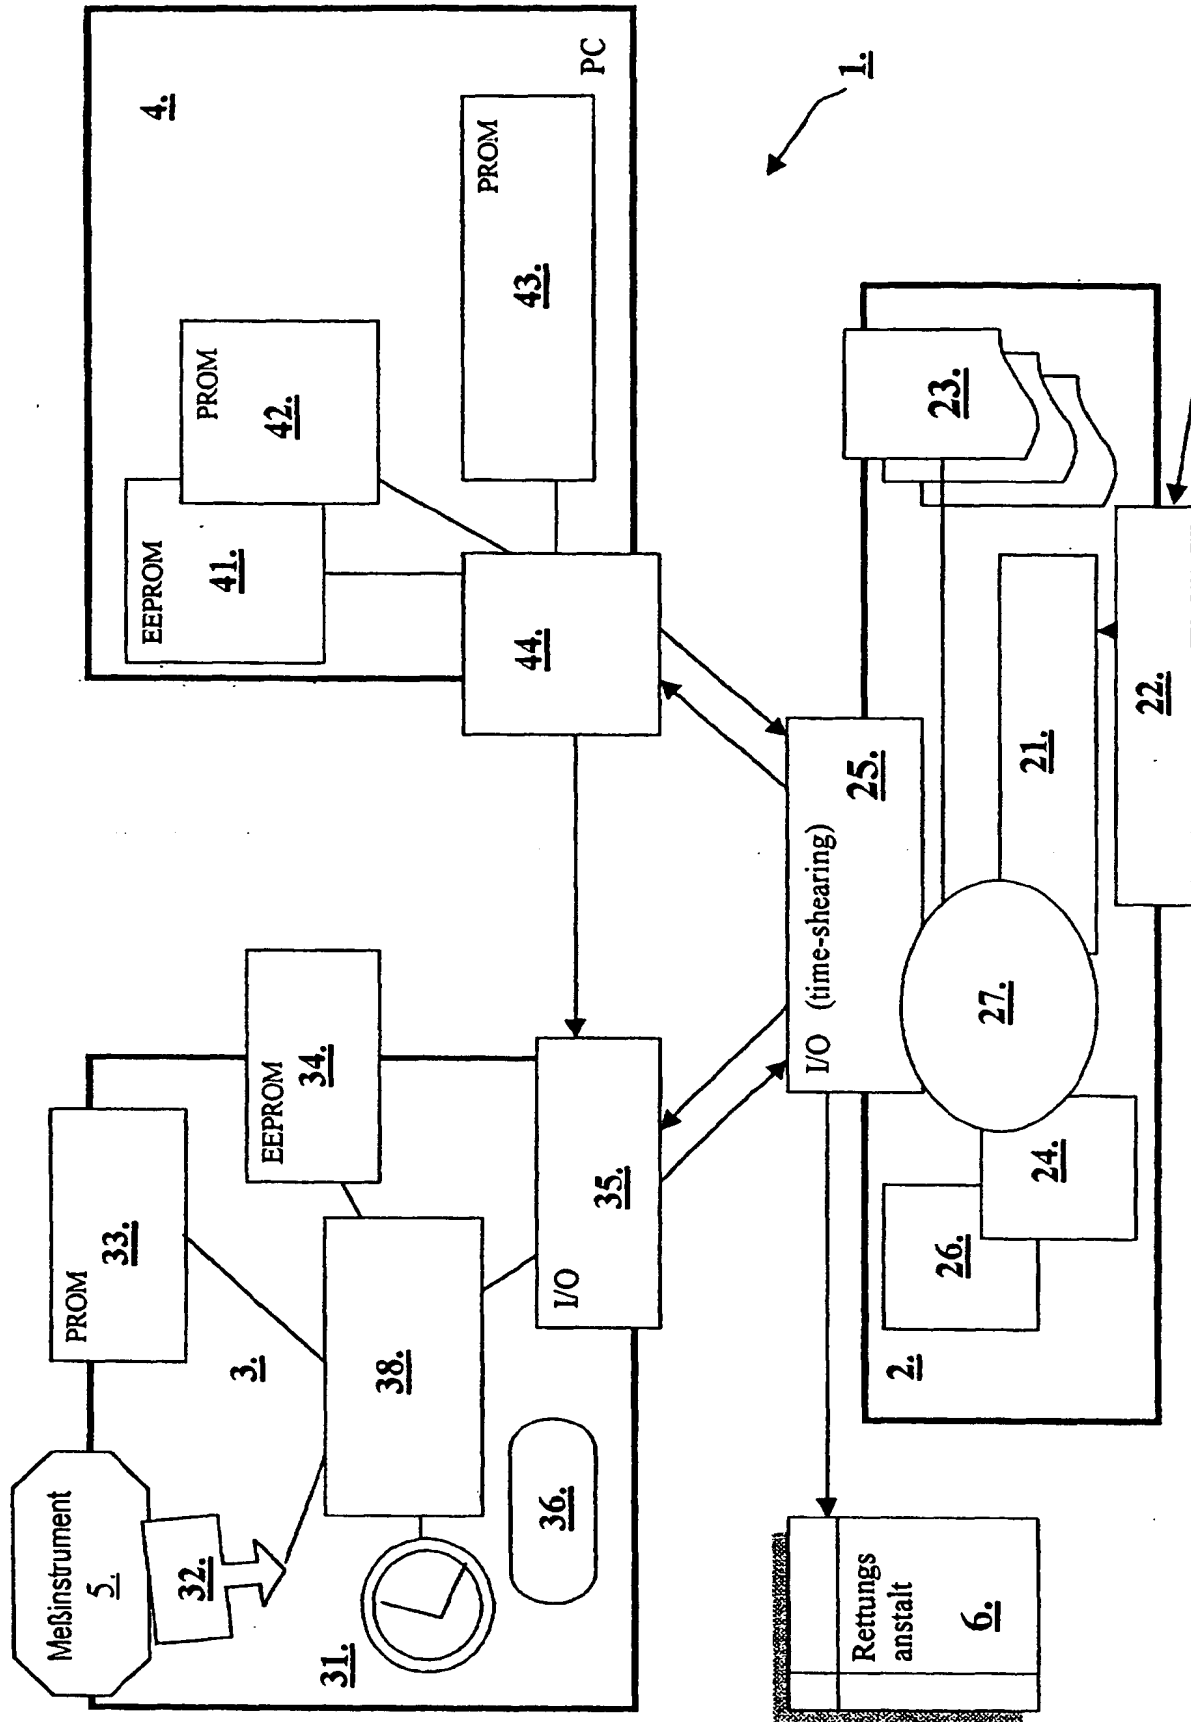 Meßinstrument
5.
32.
31.
PROM
33.
3.
EEPROM
34.
38.
36.
I/O
35.
4.
EEPROM
41.
PROM
42.
PROM
43.
44.
PC
1.
I/O (time-shearing)
25.
2.
26.
24.
27.
21.
22.
23.
Rettungs
anstalt
6.